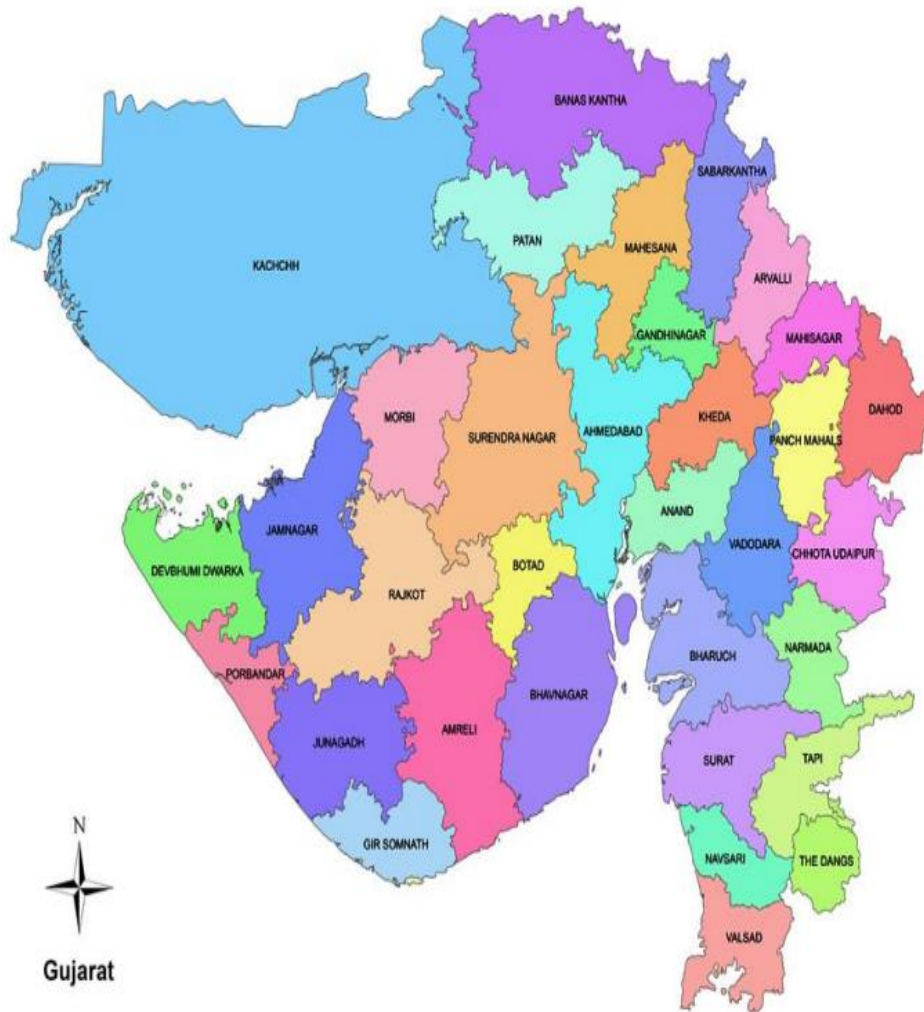 BANAS KANTHA
SABARKANTHA
PATAN
MAHESANA
KACHCHH
ARVALLI
GANDHINAGAR
MAHISAGAR
MORBI
SURENDRA NAGAR
AHMEDABAD
KHEDA
PANCH MAHALS
DAHOD
JAMNAGAR
ANAND
VADODARA
CHHOTA UDAIPUR
DEVBHUMI DWARKA
RAJKOT
BOTAD
PORBANDAR
BHAVNAGAR
BHARUCH
NARMADA
JUNAGADH
AMRELI
SURAT
TAPI
GIR SOMNATH
NAVSARI
THE DANGS
VALSAD
N
Gujarat